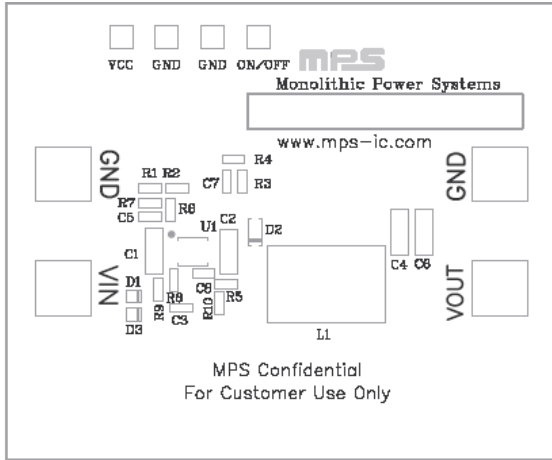 VCC GND GND ON/OFF
mps
Monolithic Power Systems
www.mps-ic.com
GND
GND
R4
R1 R2
C7 R3
R7
R6
C5
U1
C2
D2
C1
C4 C6
VIN
VOUT
D1
R8
C8
R9
R5
R10
C3
D3
L1
MPS Confidential
For Customer Use Only